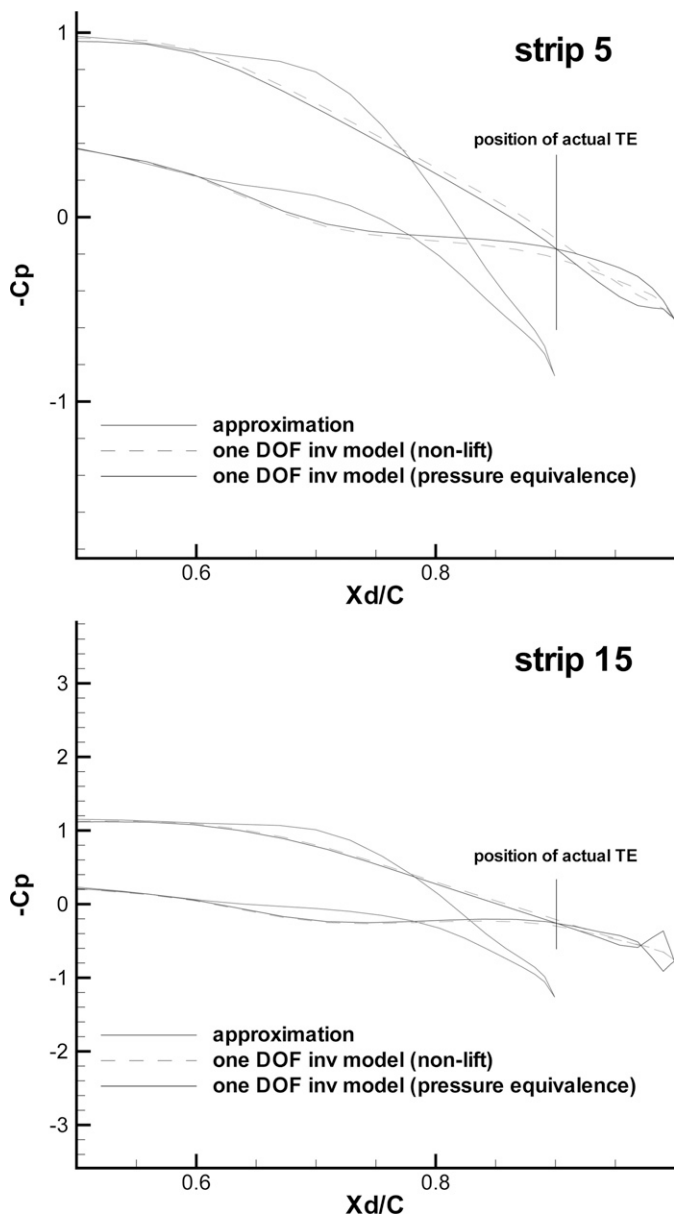 strip 5
1
position of actual TE
0
-Cp
-1
approximation
one DOF inv model (non-lift)
one DOF inv model (pressure equivalence)
0.6
0.8
Xd/C
strip 15
3
2
1
position of actual TE
-Cp
0
-1
approximation
-2
one DOF inv model (non-lift)
one DOF inv model (pressure equivalence)
-3
0.6
0.8
Xd/C